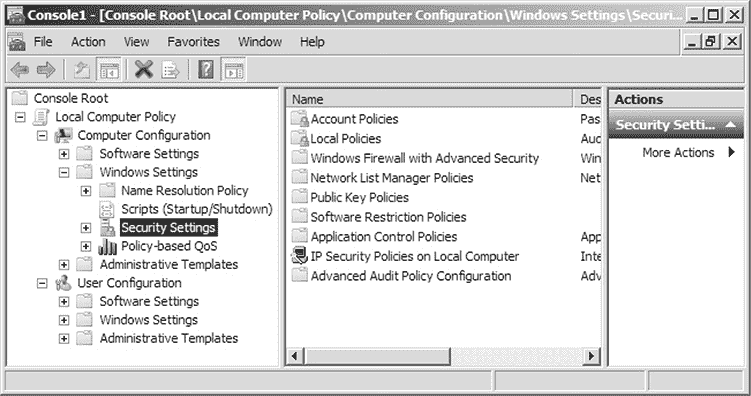 Console1 - [Console Root\Local Computer Policy\Computer Configuration\Windows Settings\Securi...
File Action View Favorites Window Help
Console Root
Local Computer Policy
Computer Configuration
Software Settings
Windows Settings
Name Resolution Policy
Scripts (Startup/Shutdown)
Security Settings
Policy-based QoS
Administrative Templates
User Configuration
Software Settings
Windows Settings
Administrative Templates
Name Des
Account Policies Pas
Local Policies Aud
Windows Firewall with Advanced Security Win
Network List Manager Policies Net
Public Key Policies
Software Restriction Policies
Application Control Policies App
IP Security Policies on Local Computer Inte
Advanced Audit Policy Configuration Adv
Actions
Security Setti...
More Actions